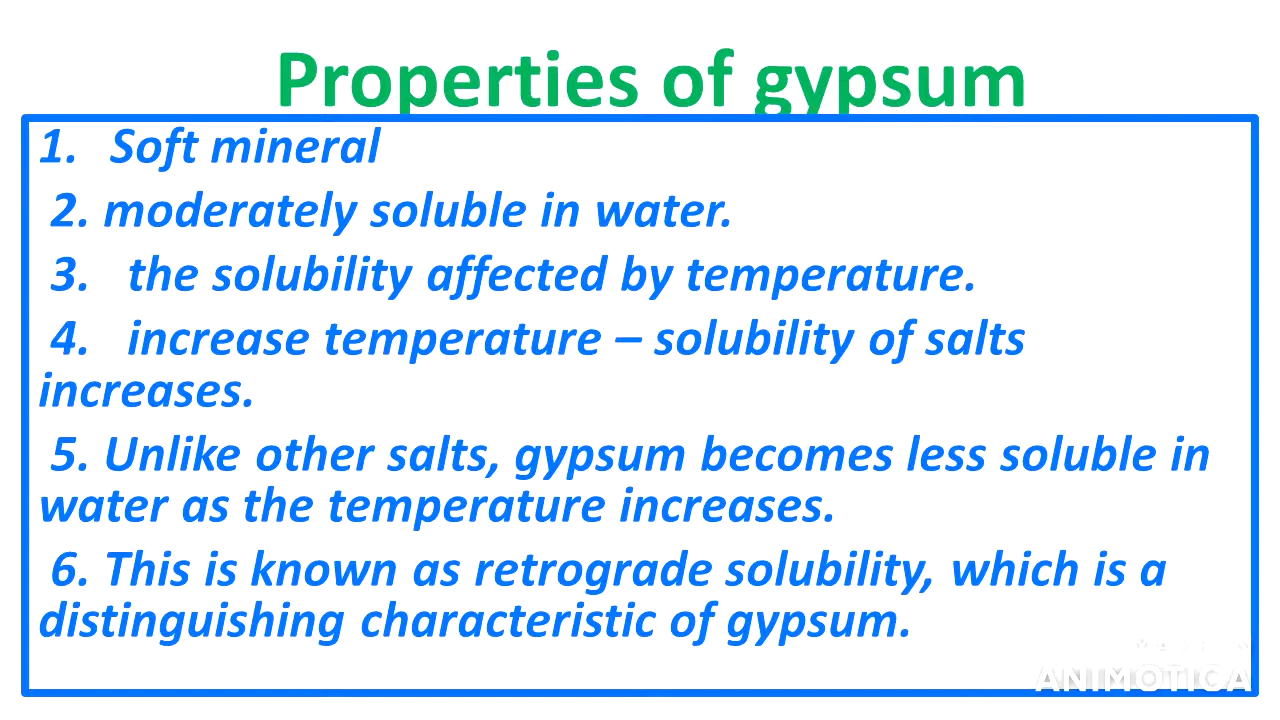 Properties of gypsum
1. Soft mineral
2. moderately soluble in water.
3. the solubility affected by temperature.
4. increase temperature – solubility of salts
increases.
5. Unlike other salts, gypsum becomes less soluble in
water as the temperature increases.
6. This is known as retrograde solubility, which is a
distinguishing characteristic of gypsum.
ANIMOTICA